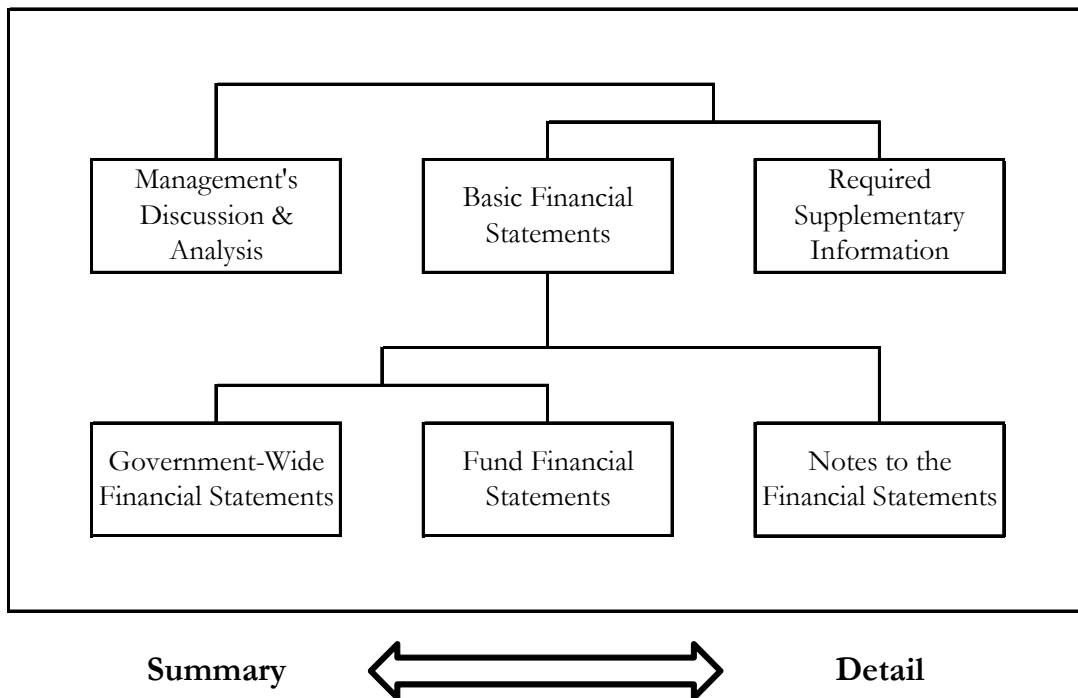 Management's
Discussion &
Analysis
Basic Financial
Statements
Required
Supplementary
Information
Government-Wide
Financial Statements
Fund Financial
Statements
Notes to the
Financial Statements
Summary
Detail